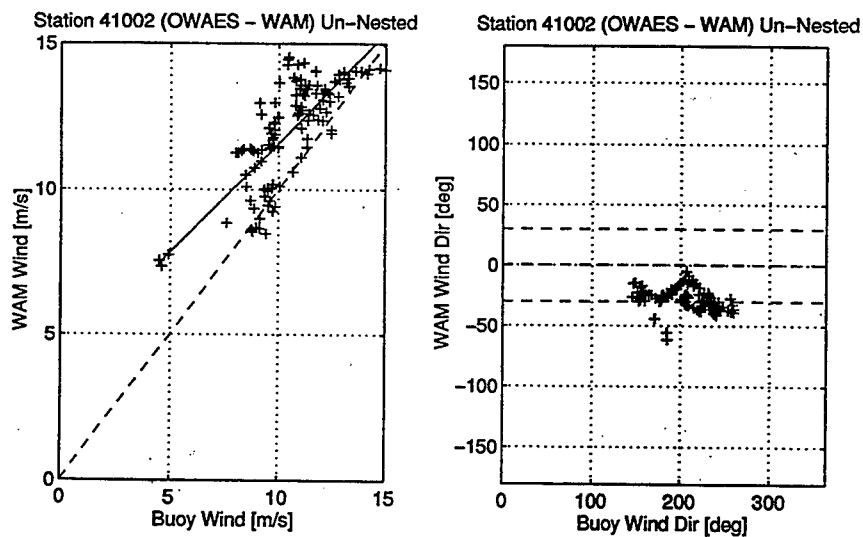 Station 41002 (OWAES − WAM) Un−Nested
15
10
5
0
WAM Wind [m/s]
0 5 10 15
Buoy Wind [m/s]
Station 41002 (OWAES − WAM) Un−Nested
150
100
50
0
−50
−100
−150
WAM Wind Dir [deg]
0 100 200 300
Buoy Wind Dir [deg]